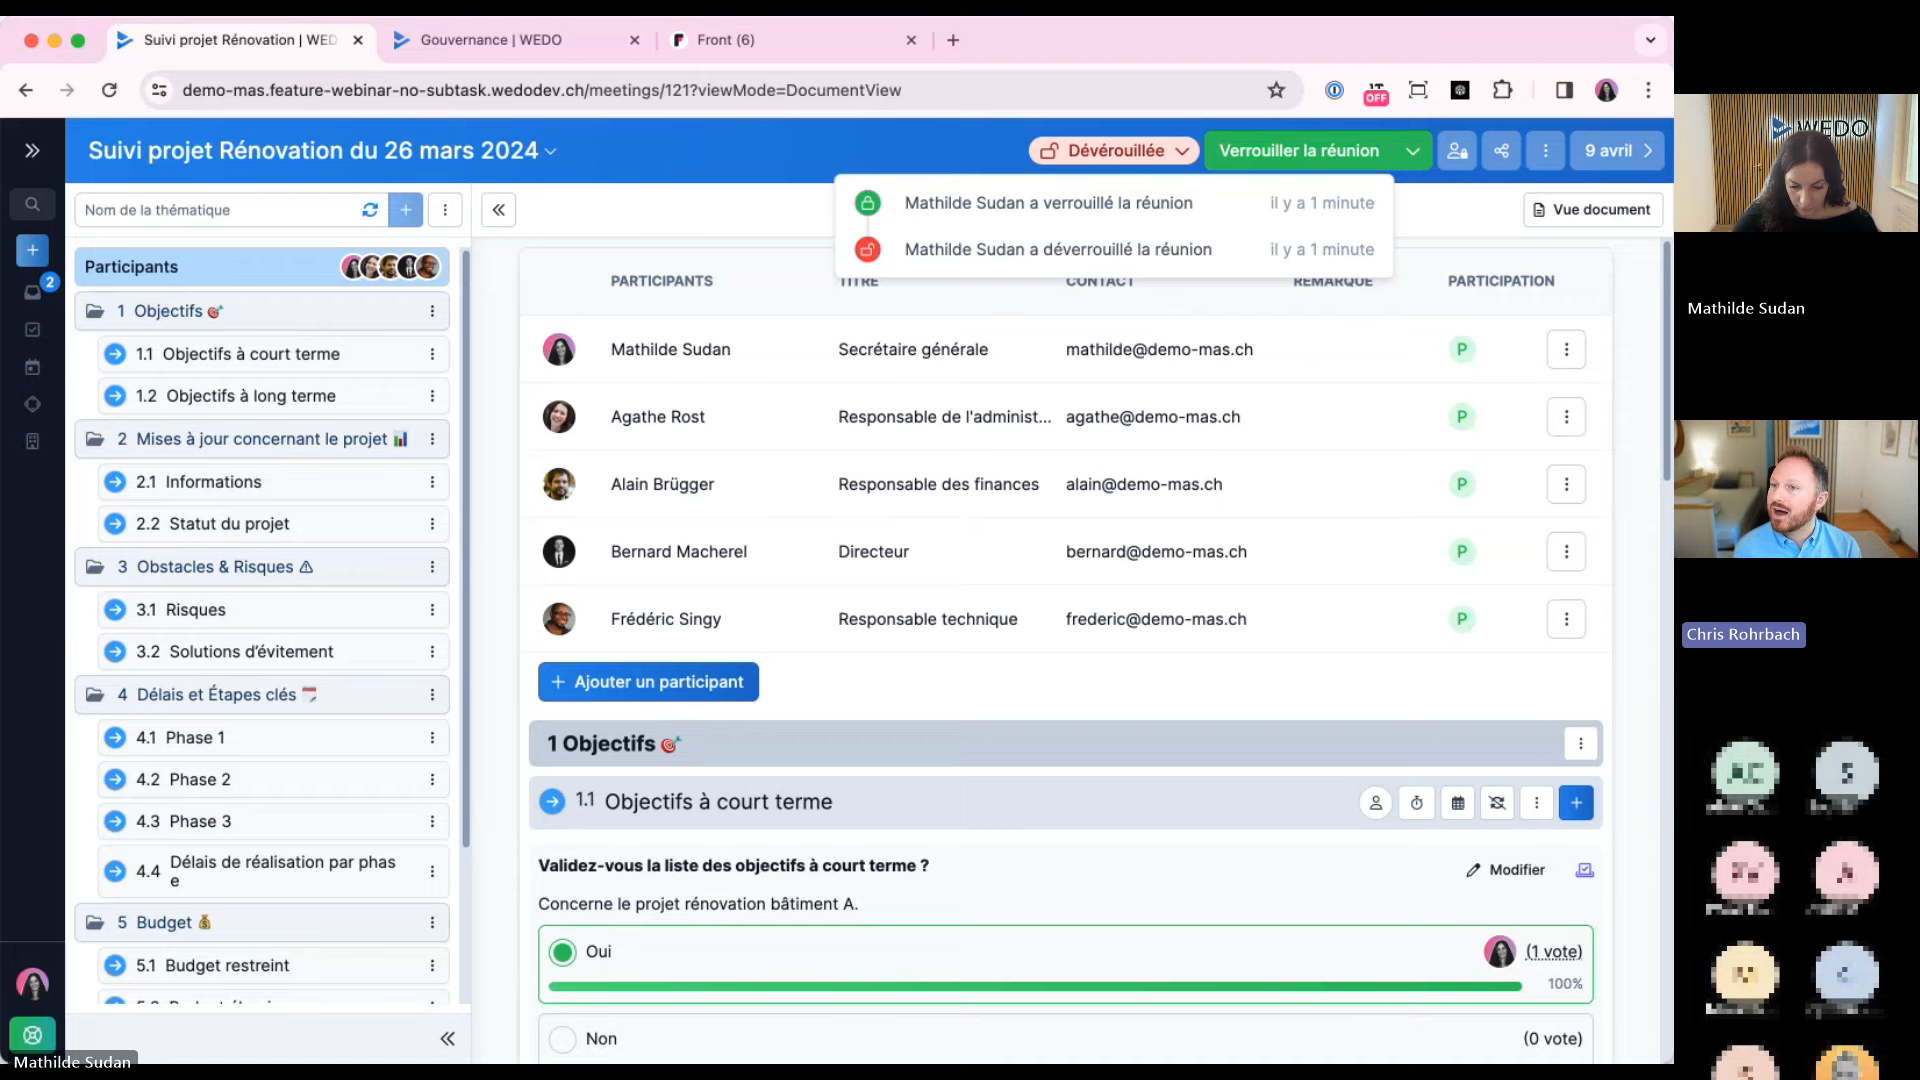 Suivi projet Rénovation | WED
Gouvernance | WEDO
Front (6)
demo-mas.feature-webinar-no-subtask.wedodev.ch/meetings/121?viewMode=DocumentView
OFF
Suivi projet Rénovation du 26 mars 2024
Dévérouillée
Verrouiller la réunion
9 avril
Nom de la thématique
Mathilde Sudan a verrouillé la réunion
il y a 1 minute
Mathilde Sudan a déverrouillé la réunion
il y a 1 minute
Vue document
2
Participants
1 Objectifs
1.1 Objectifs à court terme
1.2 Objectifs à long terme
2 Mises à jour concernant le projet
2.1 Informations
2.2 Statut du projet
3 Obstacles & Risques
3.1 Risques
3.2 Solutions d'évitement
4 Délais et Étapes clés
4.1 Phase 1
4.2 Phase 2
4.3 Phase 3
4.4 Délais de réalisation par phas
e
5 Budget
5.1 Budget restreint
PARTICIPANTS TITRE CONTACT REMARQUE PARTICIPATION
Mathilde Sudan Secrétaire générale mathilde@demo-mas.ch P
Agathe Rost Responsable de l'administ... agathe@demo-mas.ch P
Alain Brügger Responsable des finances alain@demo-mas.ch P
Bernard Macherel Directeur bernard@demo-mas.ch P
Frédéric Singy Responsable technique frederic@demo-mas.ch P
+ Ajouter un participant
1 Objectifs
1.1 Objectifs à court terme
Validez-vous la liste des objectifs à court terme ?
Modifier
Concerne le projet rénovation bâtiment A.
Oui
(1 vote)
100%
Non
(0 vote)
Mathilde Sudan
WEDO
Mathilde Sudan
Chris Rohrbach